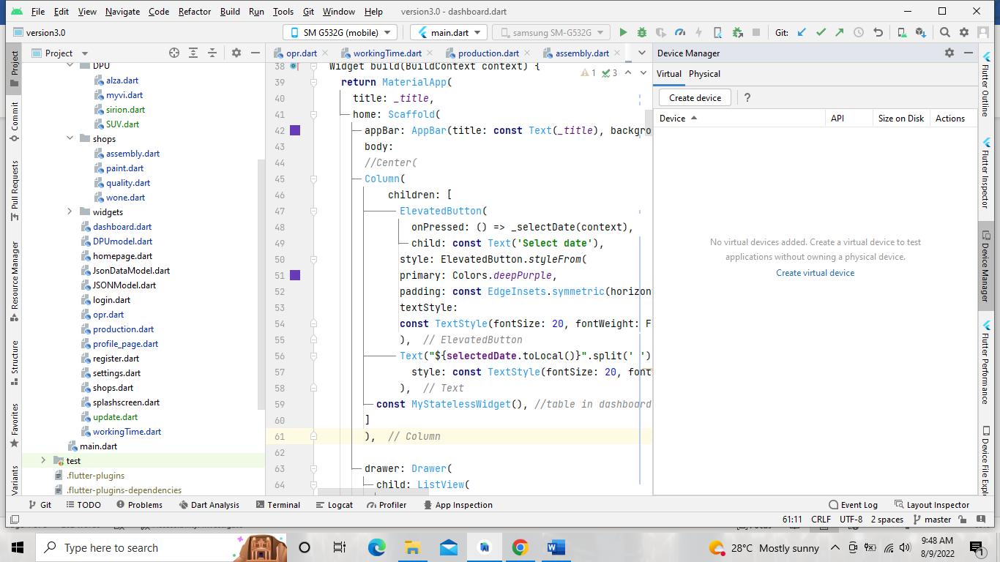 File Edit View Navigate Code Refactor Build Run Tools Git Window Help version3.0 - dashboard.dart
version3.0 SM G532G (mobile) main.dart samsung SM-G532G Git:
Project opr.dart workingTime.dart production.dart assembly.dart Device Manager
Virtual Physical
Create device ?
Device API Size on Disk Actions
No virtual devices added. Create a virtual device to test
applications without owning a physical device.
Create virtual device
Project
Commit
Pull Requests
Resource Manager
Structure
Favorites
Variants
DPU
alza.dart
myvi.dart
sirion.dart
SUV.dart
shops
assembly.dart
paint.dart
quality.dart
wone.dart
widgets
dashboard.dart
DPUmodel.dart
homepage.dart
JsonDataModel.dart
JSONModel.dart
login.dart
opr.dart
production.dart
profile_page.dart
register.dart
settings.dart
shops.dart
splashscreen.dart
update.dart
workingTime.dart
main.dart
test
.flutter-plugins
.flutter-plugins-dependencies
1 3
38 Widget build(BuildContext context) {
39 return MaterialApp(
40 title: _title,
41 home: Scaffold(
42 appBar: AppBar(title: const Text(_title), backgro
43 body:
44 //Center(
45 Column(
46 children: [
47 ElevatedButton(
48 onPressed: () => _selectDate(context),
49 child: const Text('Select date'),
50 style: ElevatedButton.styleFrom(
51 primary: Colors.deepPurple,
52 padding: const EdgeInsets.symmetric(horizon
53 textStyle:
54 const TextStyle(fontSize: 20, fontWeight: F
55 ), // ElevatedButton
56 Text("${selectedDate.toLocal()}".split(' ')
57 style: const TextStyle(fontSize: 20, font
58 ), // Text
59 const MyStatelessWidget(), //table in dashboard
60 ]
61 ), // Column
62
63 drawer: Drawer(
64 child: ListView(
Flutter Outline
Flutter Inspector
Device Manager
Flutter Performance
Device File Expl
Git TODO Problems Dart Analysis Terminal Logcat Profiler App Inspection Event Log Layout Inspector
61:11 CRLF UTF-8 2 spaces master
Type here to search 28°C Mostly sunny 9:48 AM
8/9/2022
1